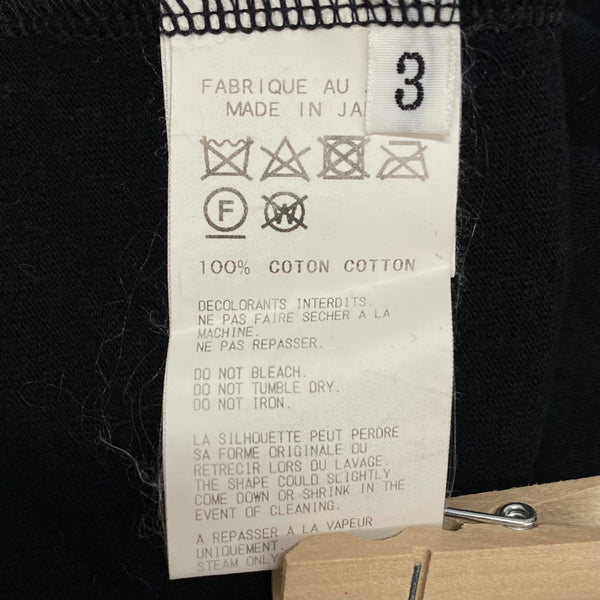 FABRIQUE AU
MADE IN
3
F
W
100% COTON COTTON
DECOLORANTS INTERDITS.
NE PAS FAIRE SECHER A LA
MACHINE.
NE PAS REPASSER.
DO NOT BLEACH.
DO NOT TUMBLE DRY.
DO NOT IRON.
LA SILHOUETTE PEUT PERDRE
SA FORME ORIGINALE OU
RETRECIR LORS DU LAVAGE.
THE SHAPE COULD SLIGHTLY
COME DOWN OR SHRINK IN THE
EVENT OF CLEANING.
A REPASSER A LA VAPEUR
UNIQUEMENT.
STEAM ONLY